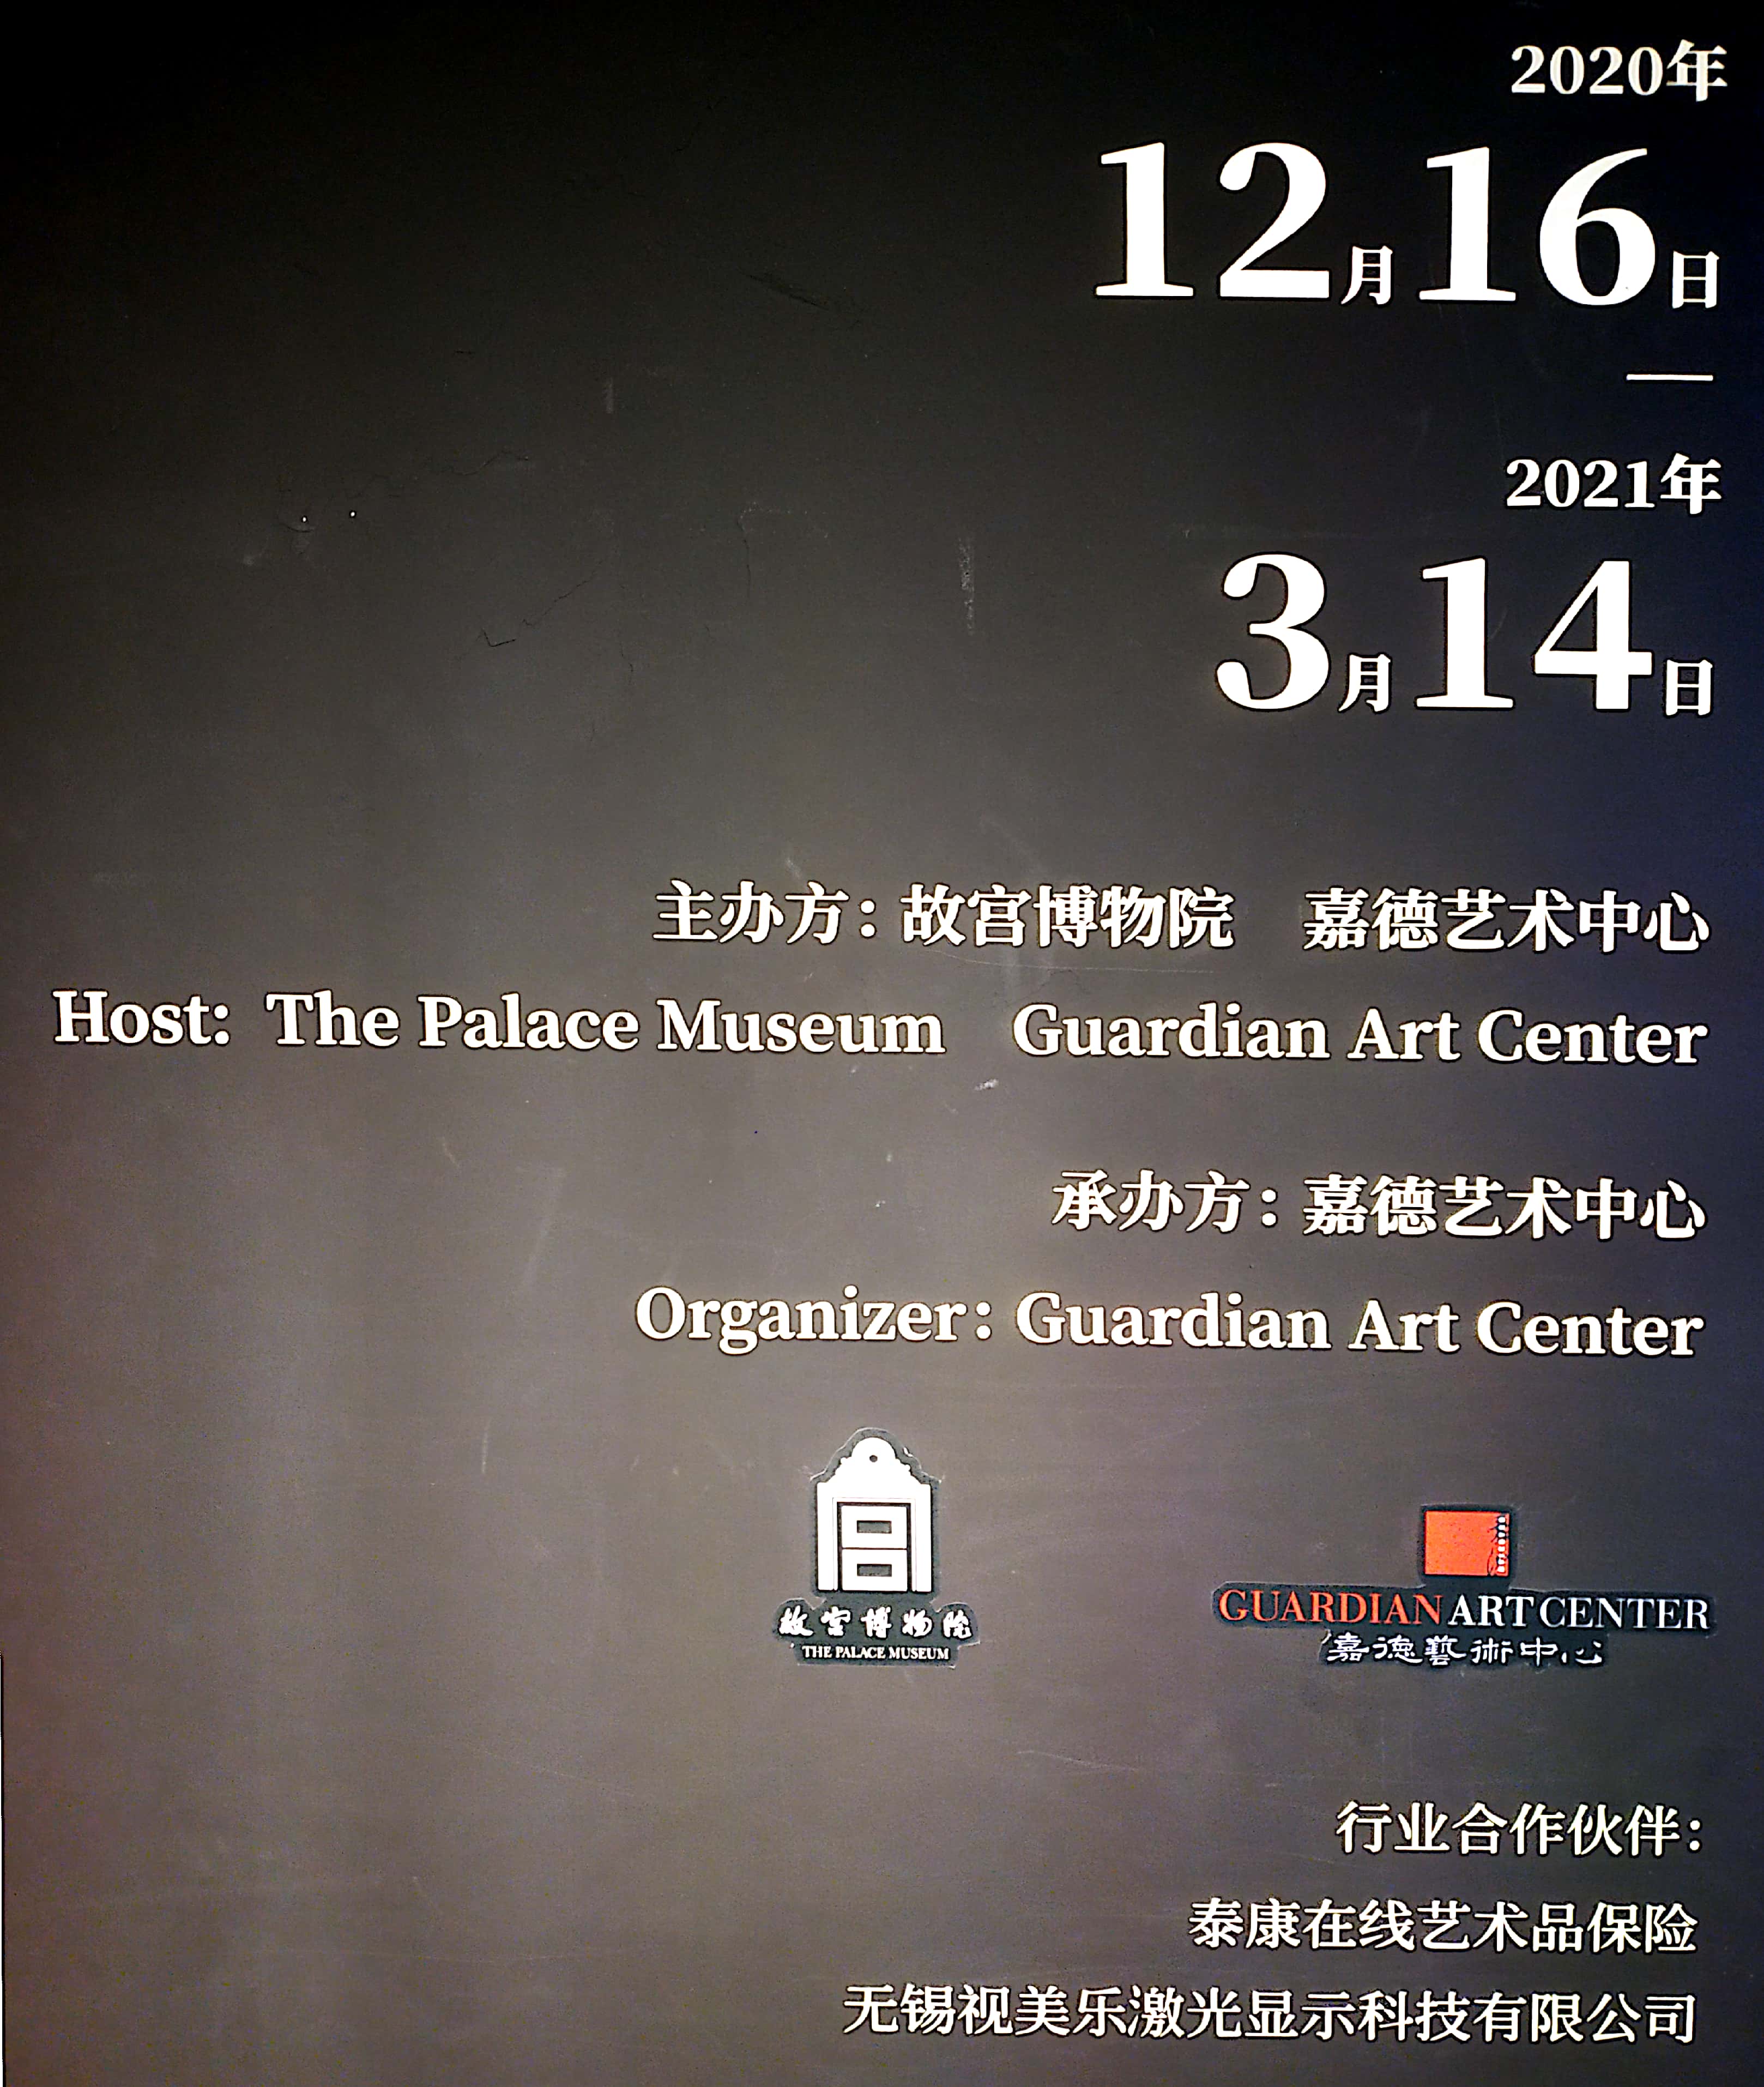 2020年
12月16日
—
2021年
3月14日
主办方：故宫博物院 嘉德艺术中心
Host: The Palace Museum Guardian Art Center
承办方：嘉德艺术中心
Organizer: Guardian Art Center
故宫博物院
THE PALACE MUSEUM
GUARDIAN ART CENTER
嘉德藝術中心
行业合作伙伴：
泰康在线艺术品保险
无锡视美乐激光显示科技有限公司